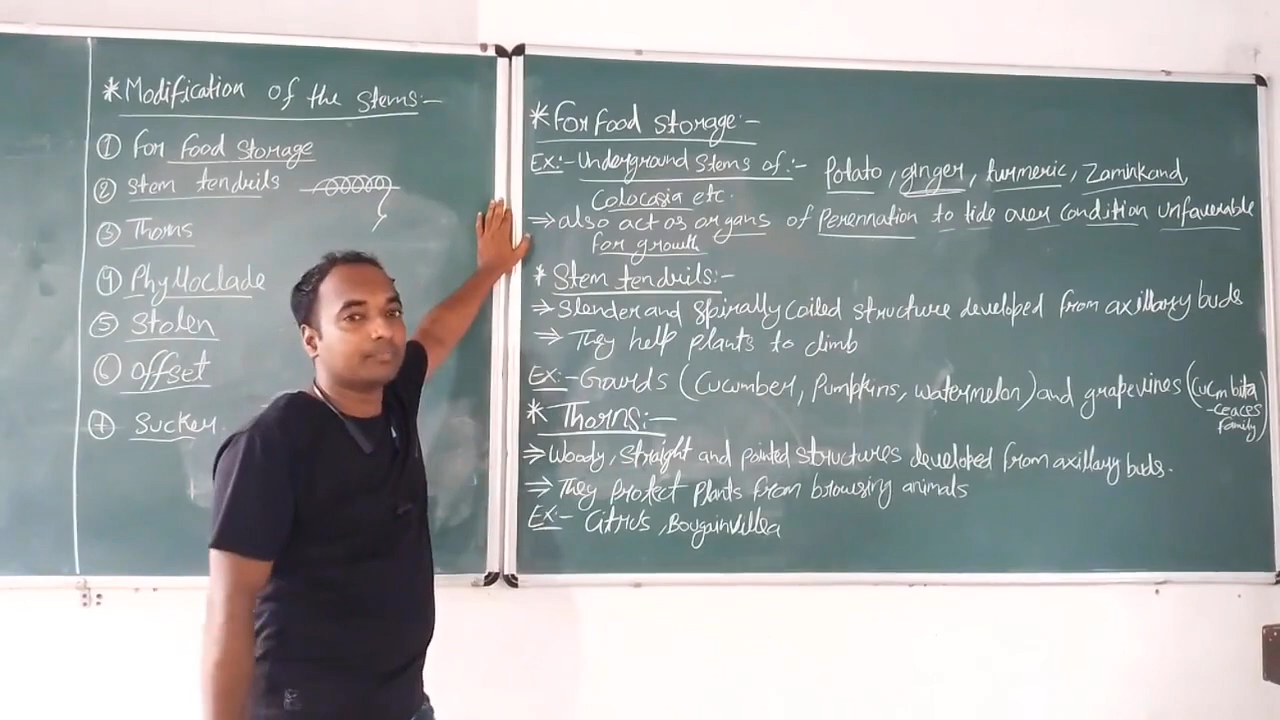 *Modification of the stems:-
① For food storage
② Stem tendrils
③ Thorns
④ Phylloclade
⑤ Stolen
⑥ Offset
⑦ Sucker
*For food storage:-
Ex:- Underground stems of:- Potato, ginger, turmeric, Zaminkand,
Colocasia etc.
⇒ also act as organs of perennation to tide over condition unfavorable
for growth
* Stem tendrils:-
⇒ Slender and spirally coiled structure developed from axillary buds
⇒ They help plants to climb
Ex:- Gourds (Cucumber, Pumpkins, watermelon) and grapevines (Cucm bita
-ceaces
family)
* Thorns:-
⇒ Woody, straight and pointed structures developed from axillary buds.
⇒ They protect plants from browsing animals
Ex:- Citrus, Bougainvillea